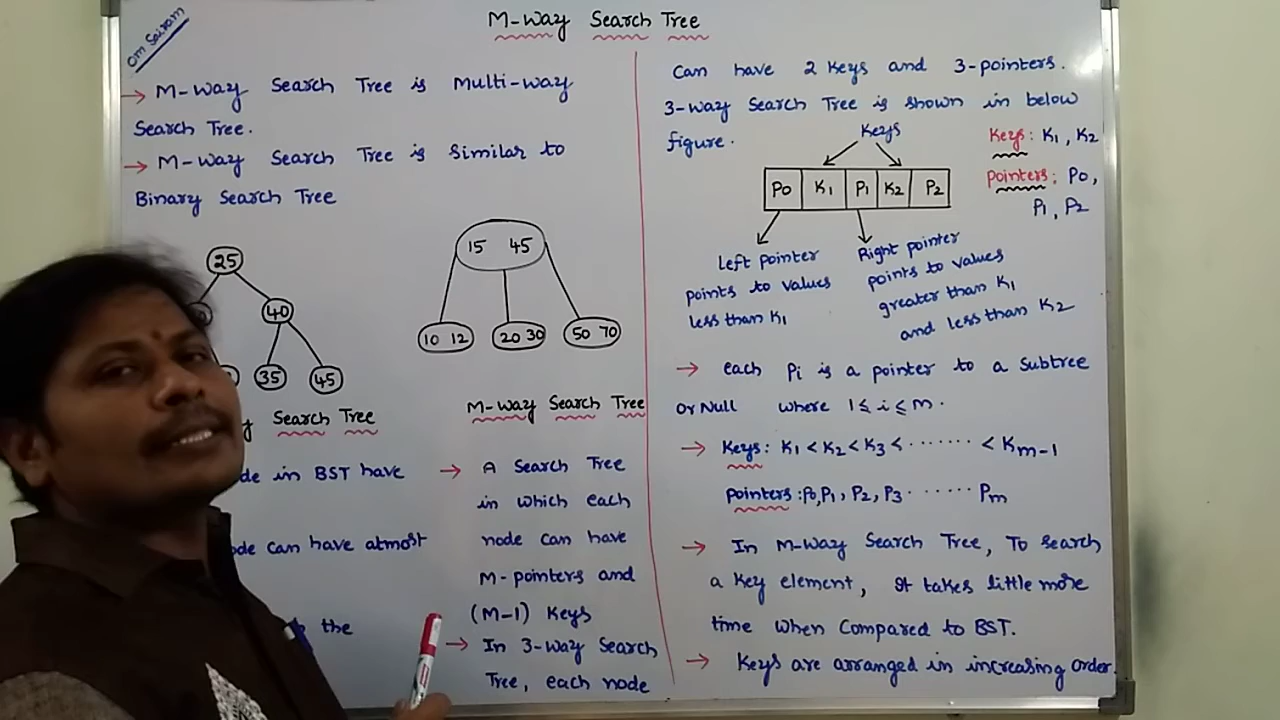 Om Sairam
M-Way Search Tree
→ M-Way Search Tree is Multi-way
Search Tree.
→ M-Way Search Tree is similar to
Binary Search Tree
25
40
35
45
15 45
10 12
20 30
50 70
Search Tree
in BST have
can have atmost
the
M-Way Search Tree
→ A Search Tree
in which each
node can have
M-pointers and
(M-1) Keys
→ In 3-way Search
Tree, each node
Can have 2 Keys and 3-pointers.
3-way Search Tree is shown in below
figure.
Keys
Keys: K1, K2
P0 K1 P1 K2 P2
pointers: P0,
P1, P2
Left pointer
points to values
less than K1
Right pointer
points to values
greater than K1
and less than K2
→ each Pi is a pointer to a subtree
or Null where 1 ≤ i ≤ m.
→ Keys: K1 < K2 < K3 < ....... < Km-1
pointers: P0, P1, P2, P3 ...... Pm
→ In M-Way Search Tree, To search
a Key element, It takes little more
time when Compared to BST.
→ Keys are arranged in increasing order.